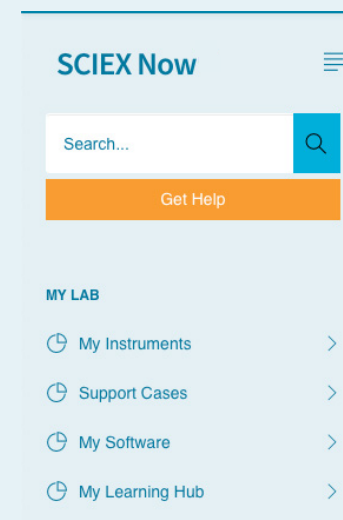 SCIEX Now
Search...
Get Help
MY LAB
My Instruments
Support Cases
My Software
My Learning Hub